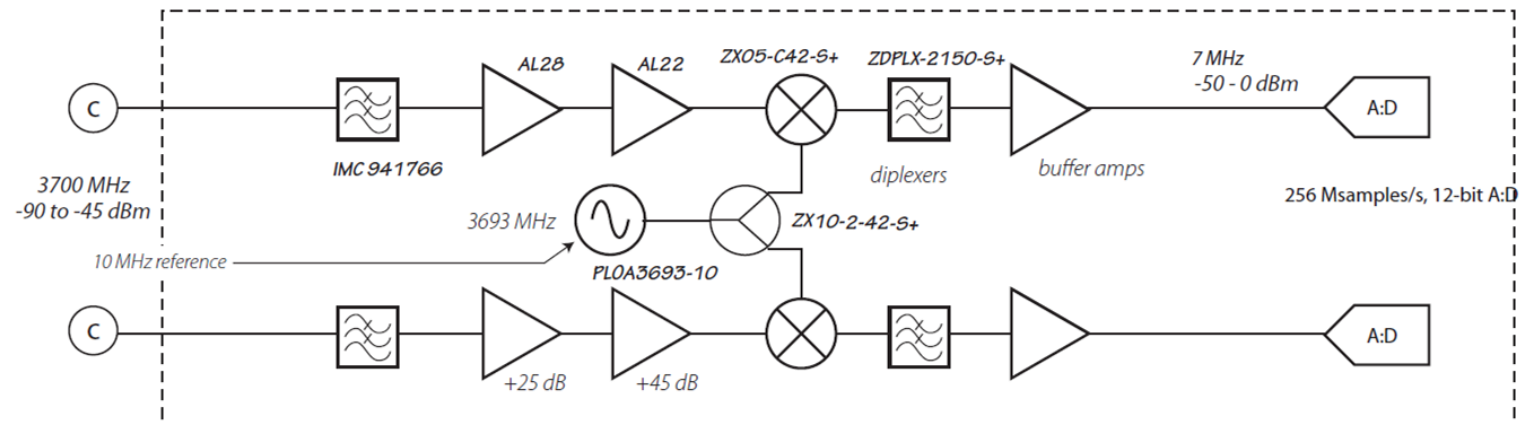 AL28
AL22
ZX05-C42-S+
ZDPLX-2150-S+
7 MHz
-50 - 0 dBm
C
A:D
IMC 941766
diplexers
buffer amps
3700 MHz
-90 to -45 dBm
3693 MHz
ZX10-2-42-S+
256 Msamples/s, 12-bit A:D
10 MHz reference
PLOA3693-10
C
A:D
+25 dB
+45 dB